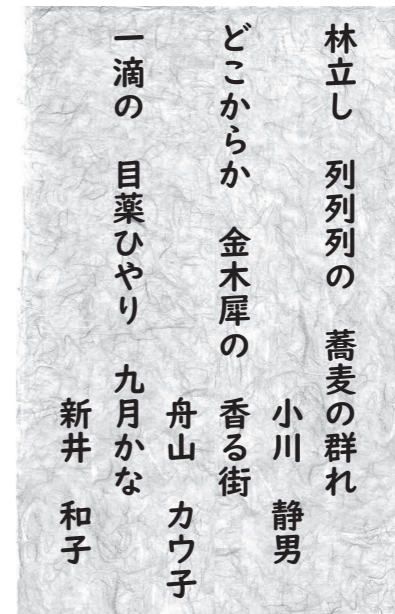 林立し　列列列の　蕎麦の群れ
小川　静男
どこからか　金木犀の　香る街
舟山　カウ子
一滴の　目薬ひやり　九月かな
新井　和子